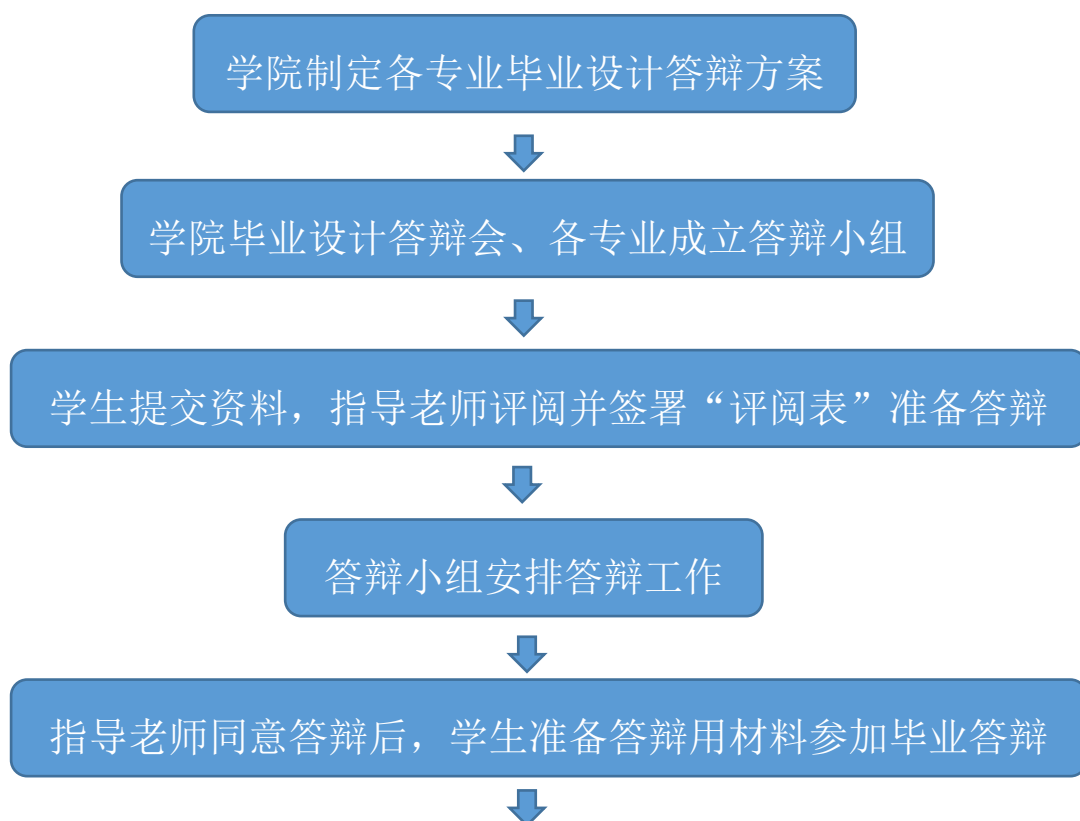 学院制定各专业毕业设计答辩方案
学院毕业设计答辩会、各专业成立答辩小组
学生提交资料，指导老师评阅并签署“评阅表”准备答辩
答辩小组安排答辩工作
指导老师同意答辩后，学生准备答辩用材料参加毕业答辩